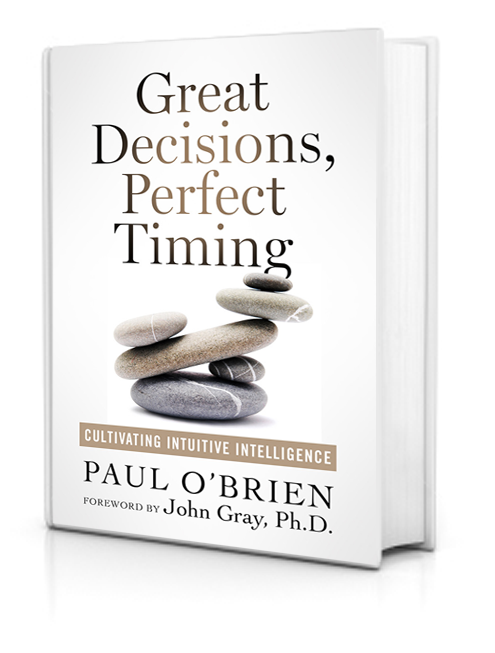 Great
Decisions,
Perfect
Timing
CULTIVATING INTUITIVE INTELLIGENCE
PAUL O’BRIEN
FOREWORD BY John Gray, Ph.D.